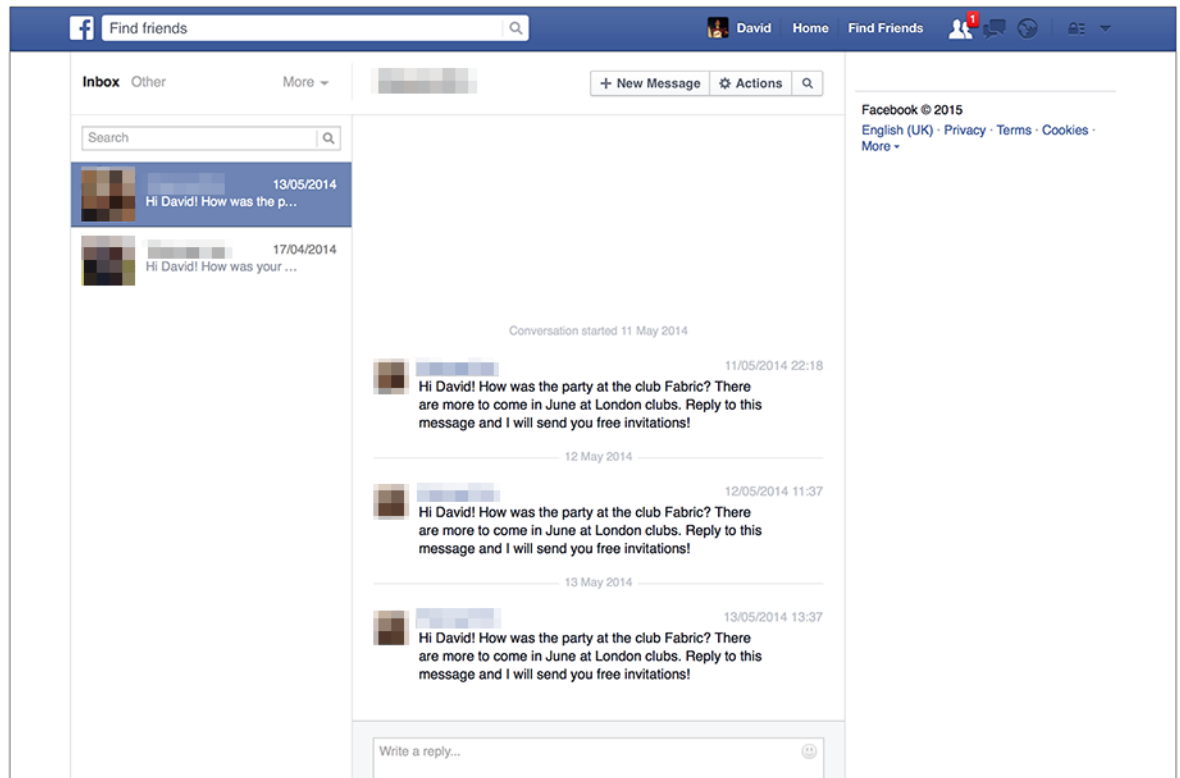 f Find friends David Home Find Friends 1
Inbox Other More
+ New Message Actions
Search
13/05/2014
Hi David! How was the p...
17/04/2014
Hi David! How was your ...
Conversation started 11 May 2014
11/05/2014 22:18
Hi David! How was the party at the club Fabric? There
are more to come in June at London clubs. Reply to this
message and I will send you free invitations!
12 May 2014
12/05/2014 11:37
Hi David! How was the party at the club Fabric? There
are more to come in June at London clubs. Reply to this
message and I will send you free invitations!
13 May 2014
13/05/2014 13:37
Hi David! How was the party at the club Fabric? There
are more to come in June at London clubs. Reply to this
message and I will send you free invitations!
Write a reply...
Facebook © 2015
English (UK) · Privacy · Terms · Cookies ·
More